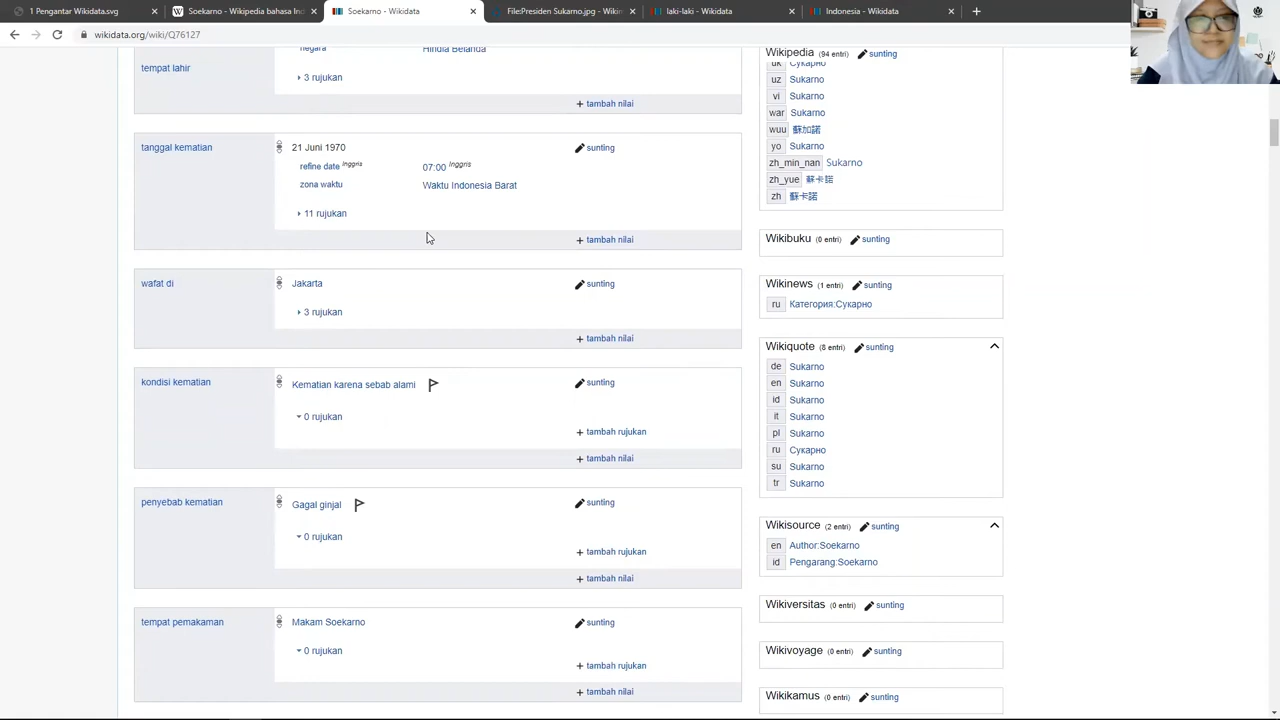 1 Pengantar Wikidata.svg
Soekarno - Wikipedia bahasa Ind
Soekarno - Wikidata
File:Presiden Sukarno.jpg - Wikim
laki-laki - Wikidata
Indonesia - Wikidata
wikidata.org/wiki/Q76127
negara Hindia Belanda
tempat lahir
3 rujukan
+ tambah nilai
tanggal kematian
21 Juni 1970
sunting
refine date Inggris 07:00 Inggris
zona waktu Waktu Indonesia Barat
11 rujukan
+ tambah nilai
wafat di
Jakarta
sunting
3 rujukan
+ tambah nilai
kondisi kematian
Kematian karena sebab alami
sunting
0 rujukan
+ tambah rujukan
+ tambah nilai
penyebab kematian
Gagal ginjal
sunting
0 rujukan
+ tambah rujukan
+ tambah nilai
tempat pemakaman
Makam Soekarno
sunting
0 rujukan
+ tambah rujukan
+ tambah nilai
Wikipedia (94 entri) sunting
uk Сукарно
uz Sukarno
vi Sukarno
war Sukarno
wuu 蘇加諾
yo Sukarno
zh_min_nan Sukarno
zh_yue 蘇卡諾
zh 蘇卡諾
Wikibuku (0 entri) sunting
Wikinews (1 entri) sunting
ru Категория:Сукарно
Wikiquote (8 entri) sunting
de Sukarno
en Sukarno
id Sukarno
it Sukarno
pl Sukarno
ru Сукарно
su Sukarno
tr Sukarno
Wikisource (2 entri) sunting
en Author:Soekarno
id Pengarang:Soekarno
Wikiversitas (0 entri) sunting
Wikivoyage (0 entri) sunting
Wikikamus (0 entri) sunting